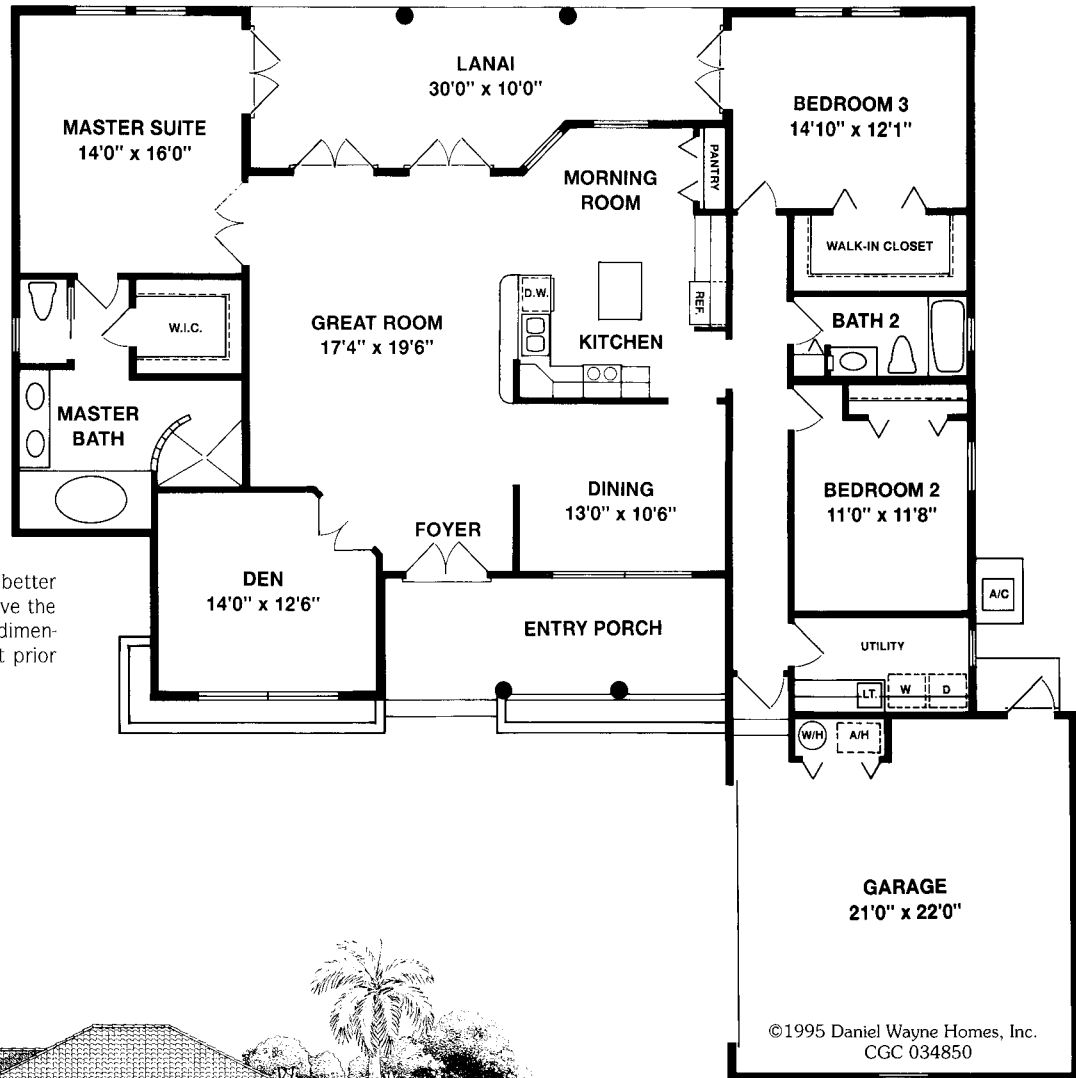 MASTER SUITE
14'0" x 16'0"
LANAI
30'0" x 10'0"
BEDROOM 3
14'10" x 12'1"
MORNING
ROOM
PANTRY
WALK-IN CLOSET
W.I.C.
GREAT ROOM
17'4" x 19'6"
D.W.
REF.
KITCHEN
BATH 2
MASTER
BATH
DINING
13'0" x 10'6"
BEDROOM 2
11'0" x 11'8"
FOYER
DEN
14'0" x 12'6"
ENTRY PORCH
A/C
UTILITY
LT.
W
D
W/H
A/H
better
ve the
dimen-
t prior
GARAGE
21'0" x 22'0"
©1995 Daniel Wayne Homes, Inc.
CGC 034850